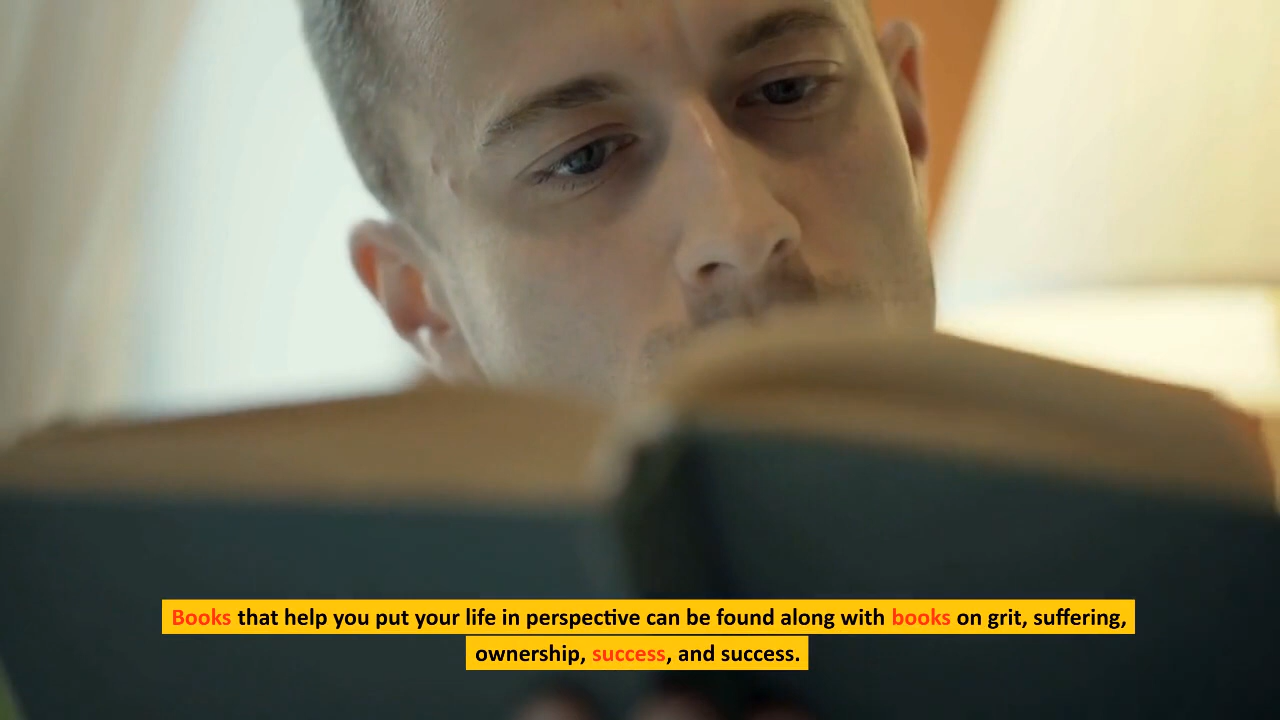 Books that help you put your life in perspective can be found along with books on grit, suffering,
ownership, success, and success.